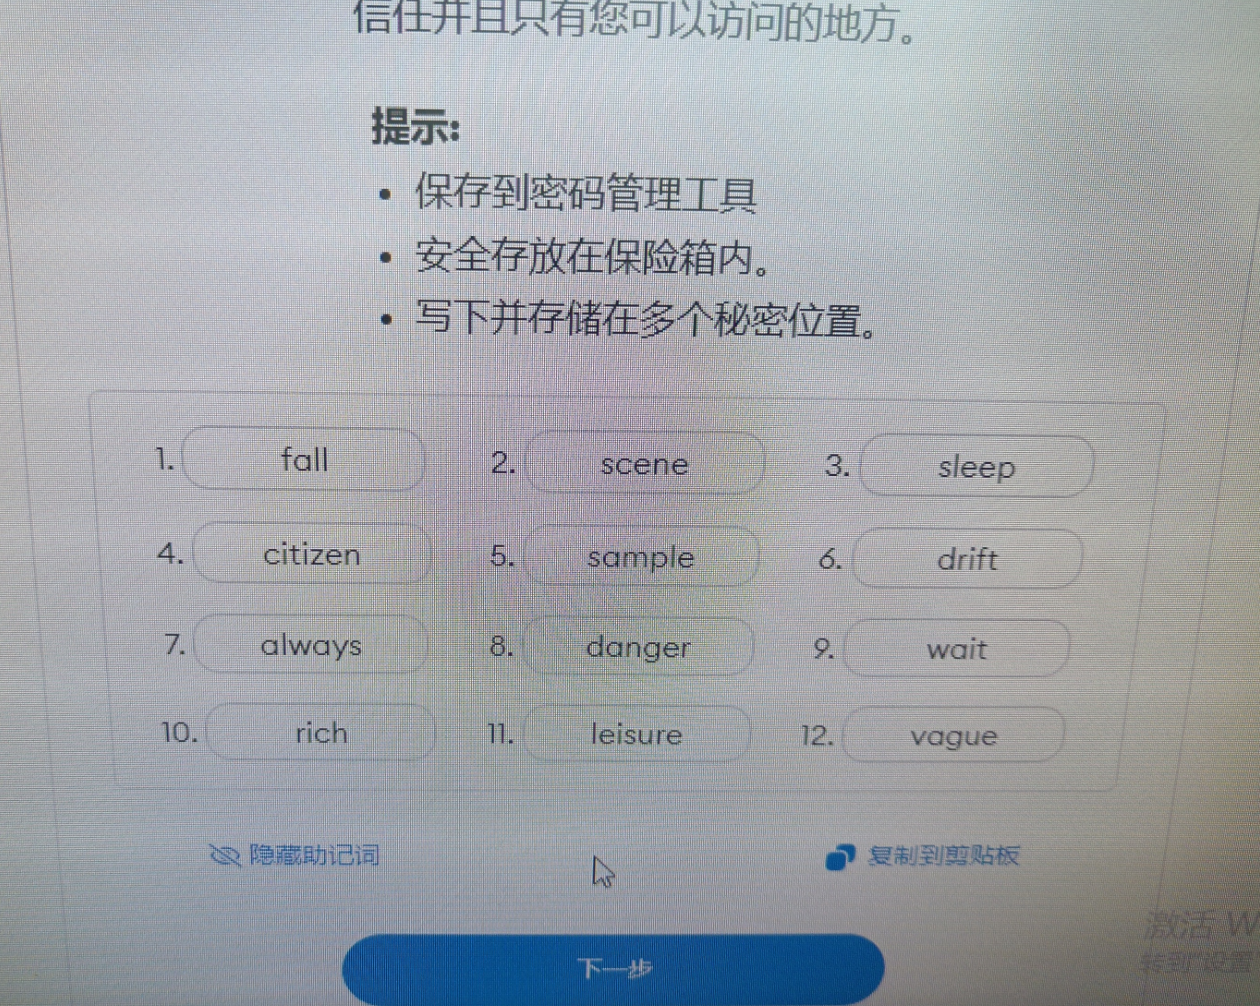 信任并且只有您可以访问的地方。
提示:
• 保存到密码管理工具
• 安全存放在保险箱内。
• 写下并存储在多个秘密位置。
1. fall 2. scene 3. sleep
4. citizen 5. sample 6. drift
7. always 8. danger 9. wait
10. rich 11. leisure 12. vague
隐藏助记词 复制到剪贴板
下一步
激活 W
转到"设置"